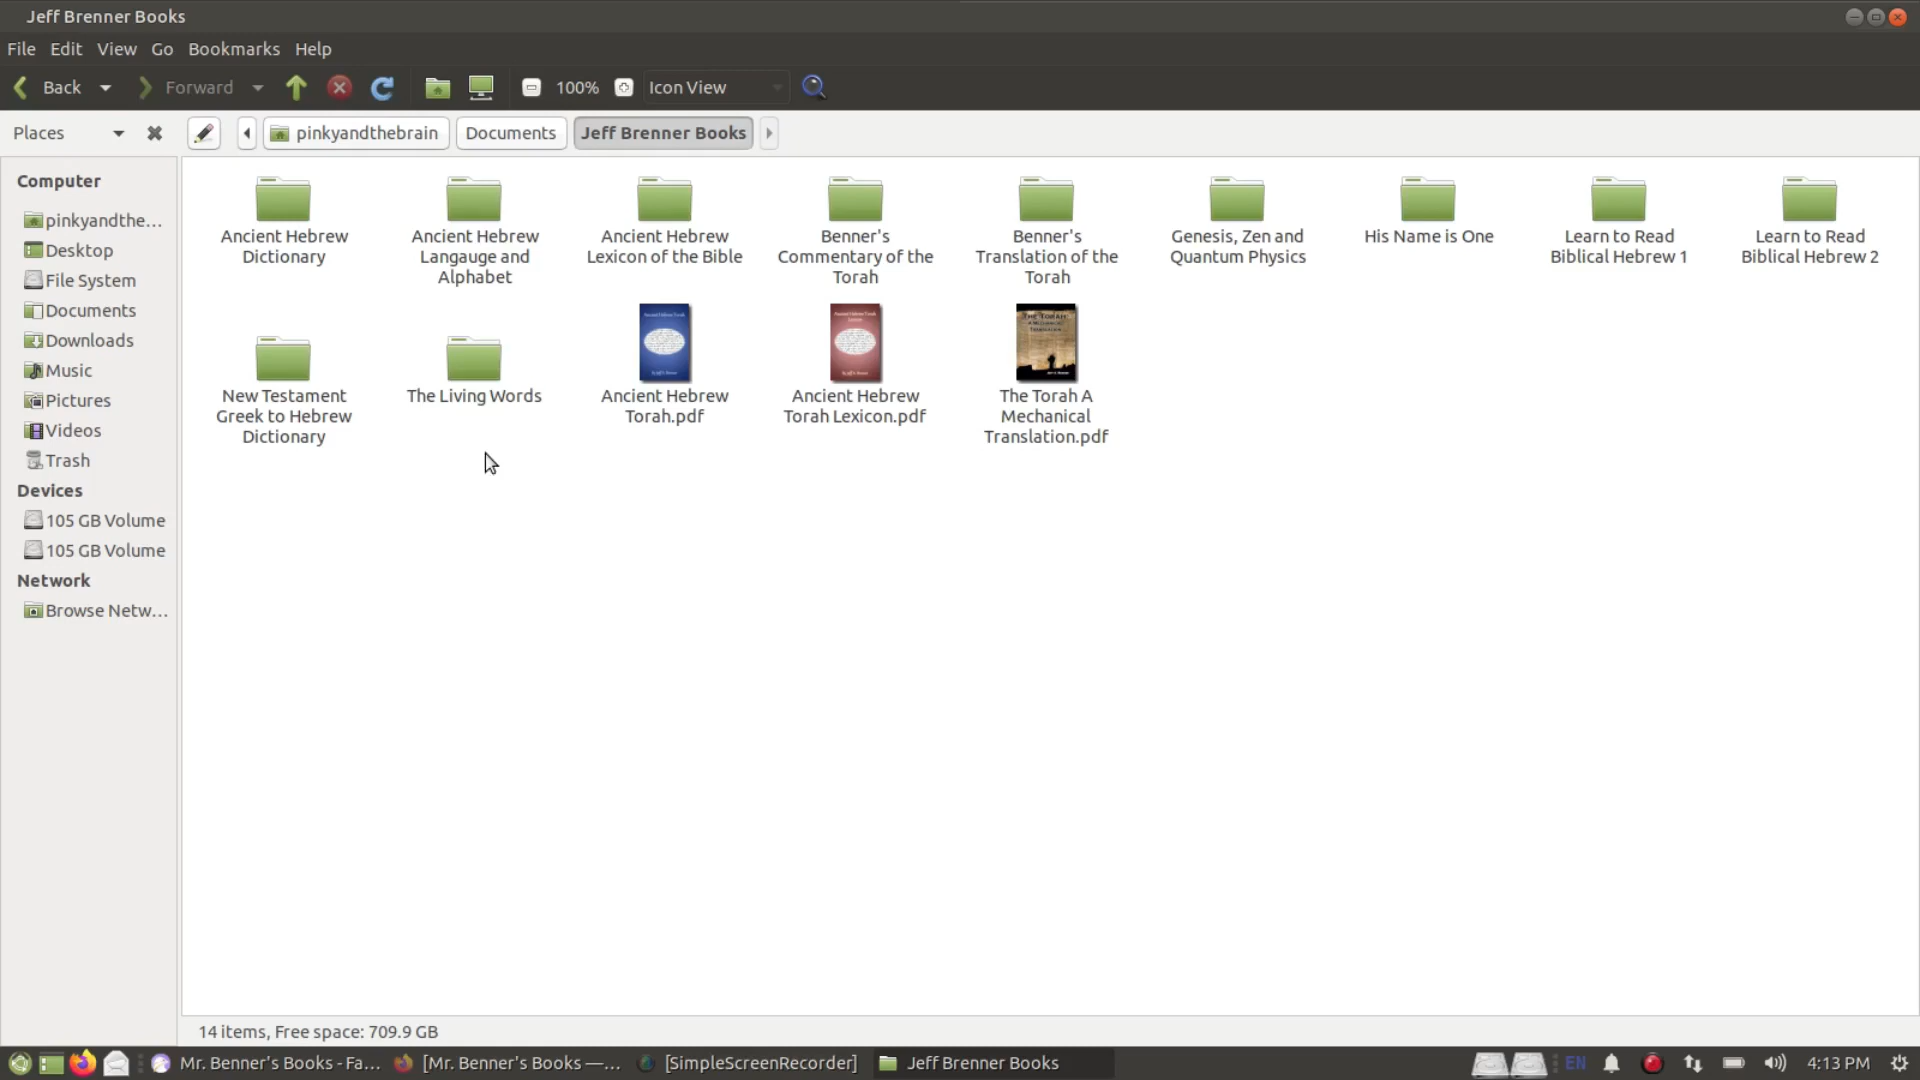 Jeff Brenner Books
File Edit View Go Bookmarks Help
Back Forward 100% Icon View
Places pinkyandthebrain Documents Jeff Brenner Books
Computer
pinkyandthe...
Desktop
File System
Documents
Downloads
Music
Pictures
Videos
Trash
Devices
105 GB Volume
105 GB Volume
Network
Browse Netw...
Ancient Hebrew
Dictionary
Ancient Hebrew
Langauge and
Alphabet
Ancient Hebrew
Lexicon of the Bible
Benner's
Commentary of the
Torah
Benner's
Translation of the
Torah
Genesis, Zen and
Quantum Physics
His Name is One
Learn to Read
Biblical Hebrew 1
Learn to Read
Biblical Hebrew 2
New Testament
Greek to Hebrew
Dictionary
The Living Words
Ancient Hebrew
Torah.pdf
Ancient Hebrew
Torah Lexicon.pdf
The Torah A
Mechanical
Translation.pdf
14 items, Free space: 709.9 GB
Mr. Benner's Books - Fa... [Mr. Benner's Books —... [SimpleScreenRecorder] Jeff Brenner Books EN 4:13 PM